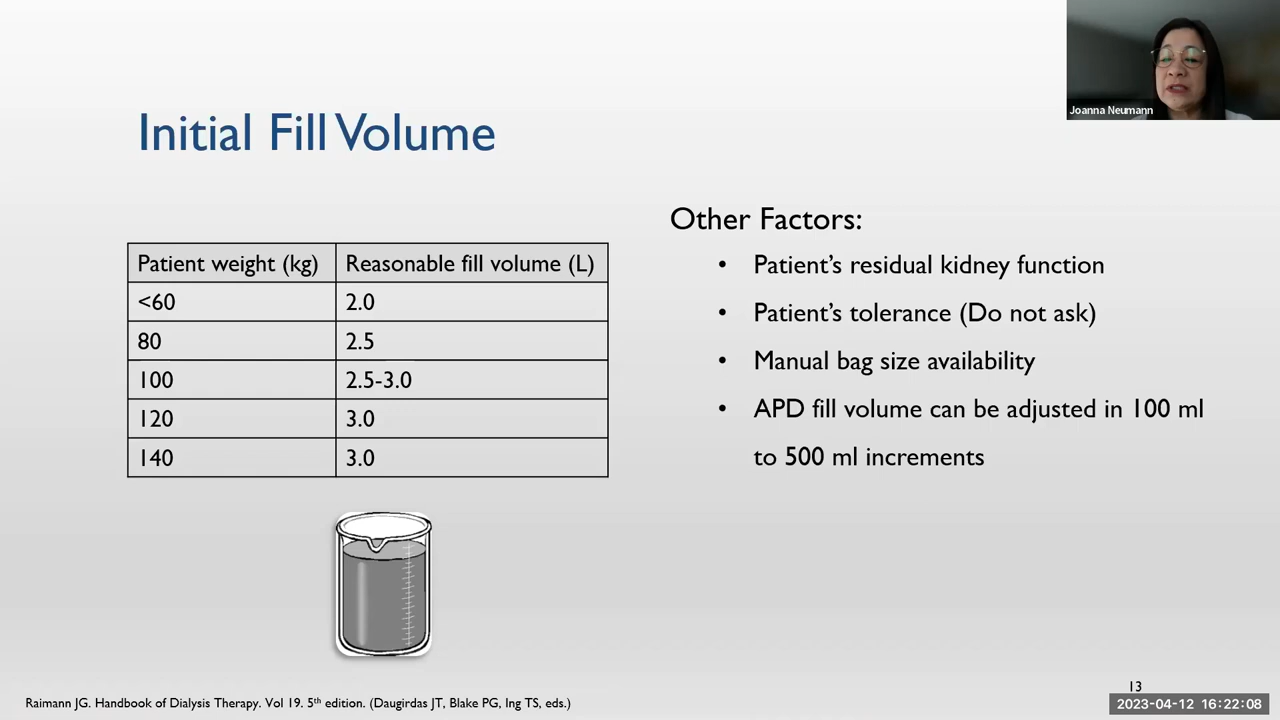 Joanna Neumann
Initial Fill Volume
Patient weight (kg) Reasonable fill volume (L)
<60 2.0
80 2.5
100 2.5-3.0
120 3.0
140 3.0
Other Factors:
• Patient’s residual kidney function
• Patient’s tolerance (Do not ask)
• Manual bag size availability
• APD fill volume can be adjusted in 100 ml
to 500 ml increments
13
Raimann JG. Handbook of Dialysis Therapy. Vol 19. 5th edition. (Daugirdas JT, Blake PG, Ing TS, eds.)
2023-04-12 16:22:08